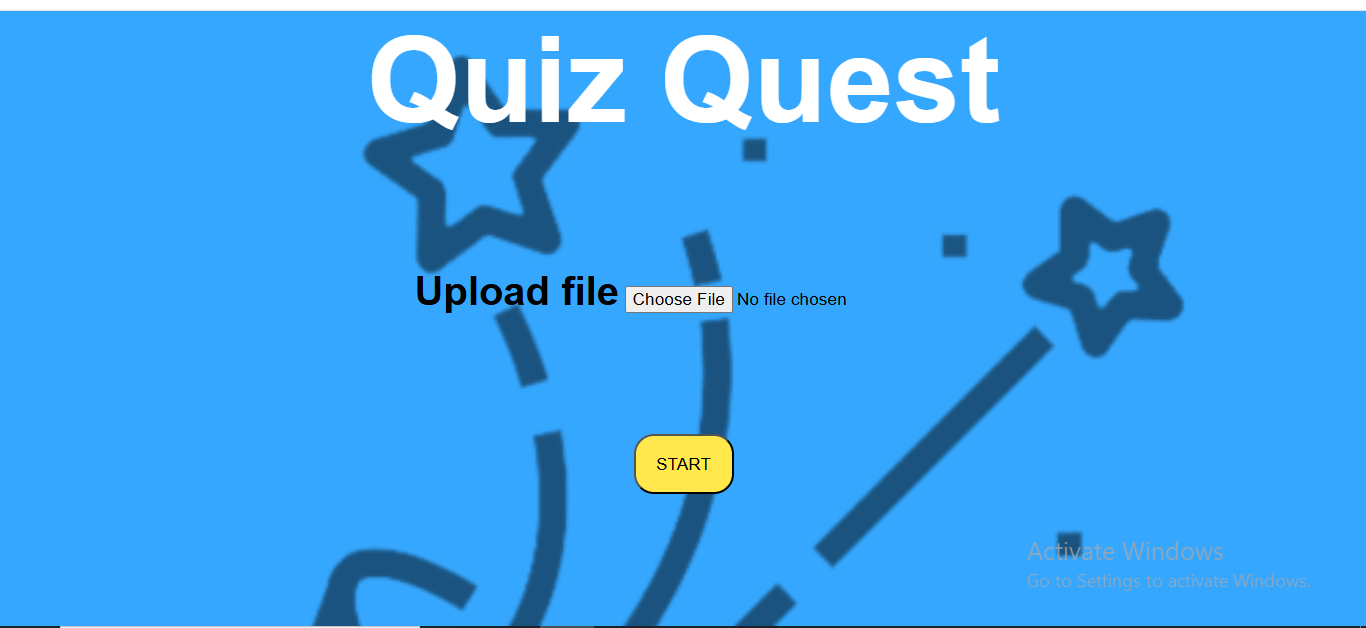 Quiz Quest
Upload file Choose File No file chosen
START
Activate Windows
Go to Settings to activate Windows.